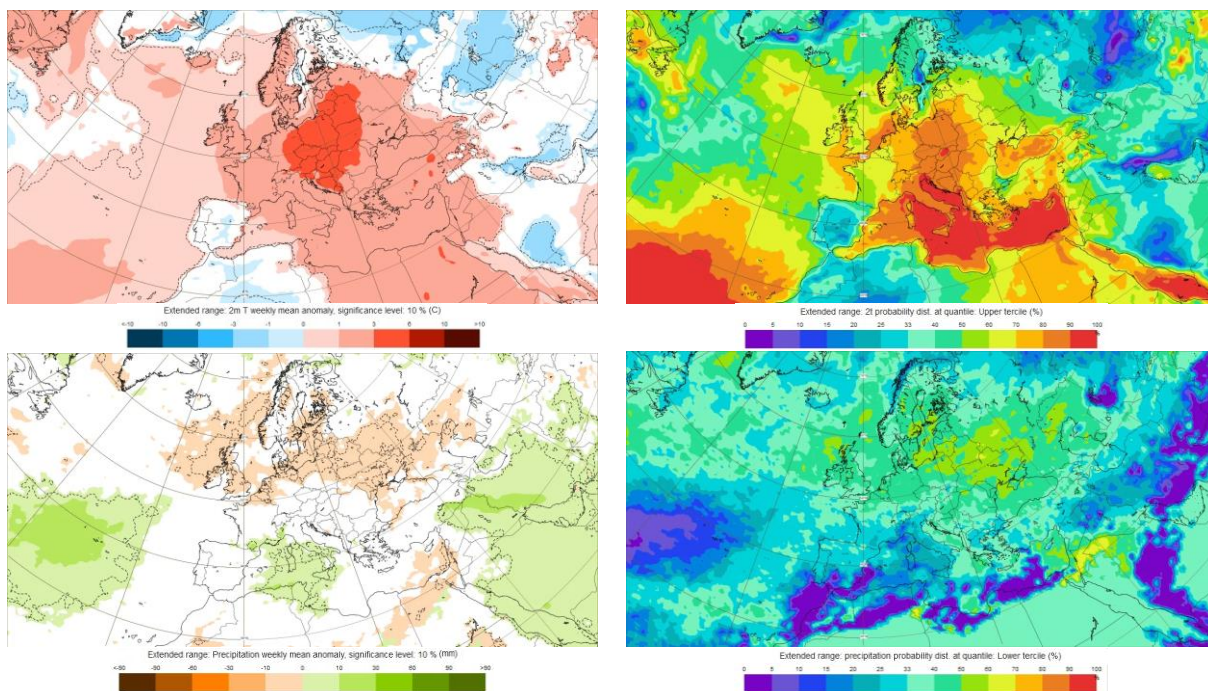 Extended range: 2m T weekly mean anomaly, significance level: 10 % (C)
<-10 -10 -6 -3 -1 0 1 3 6 10 >10
Extended range: 2t probability dist. at quantile: Upper tercile (%)
%
0 5 10 15 20 33 40 50 60 70 80 90 100
Extended range: Precipitation weekly mean anomaly, significance level: 10 % (mm)
<-90 -90 -60 -30 -10 0 10 30 60 90 >90
Extended range: precipitation probability dist. at quantile: Lower tercile (%)
%
0 5 10 15 20 33 40 50 60 70 80 90 100